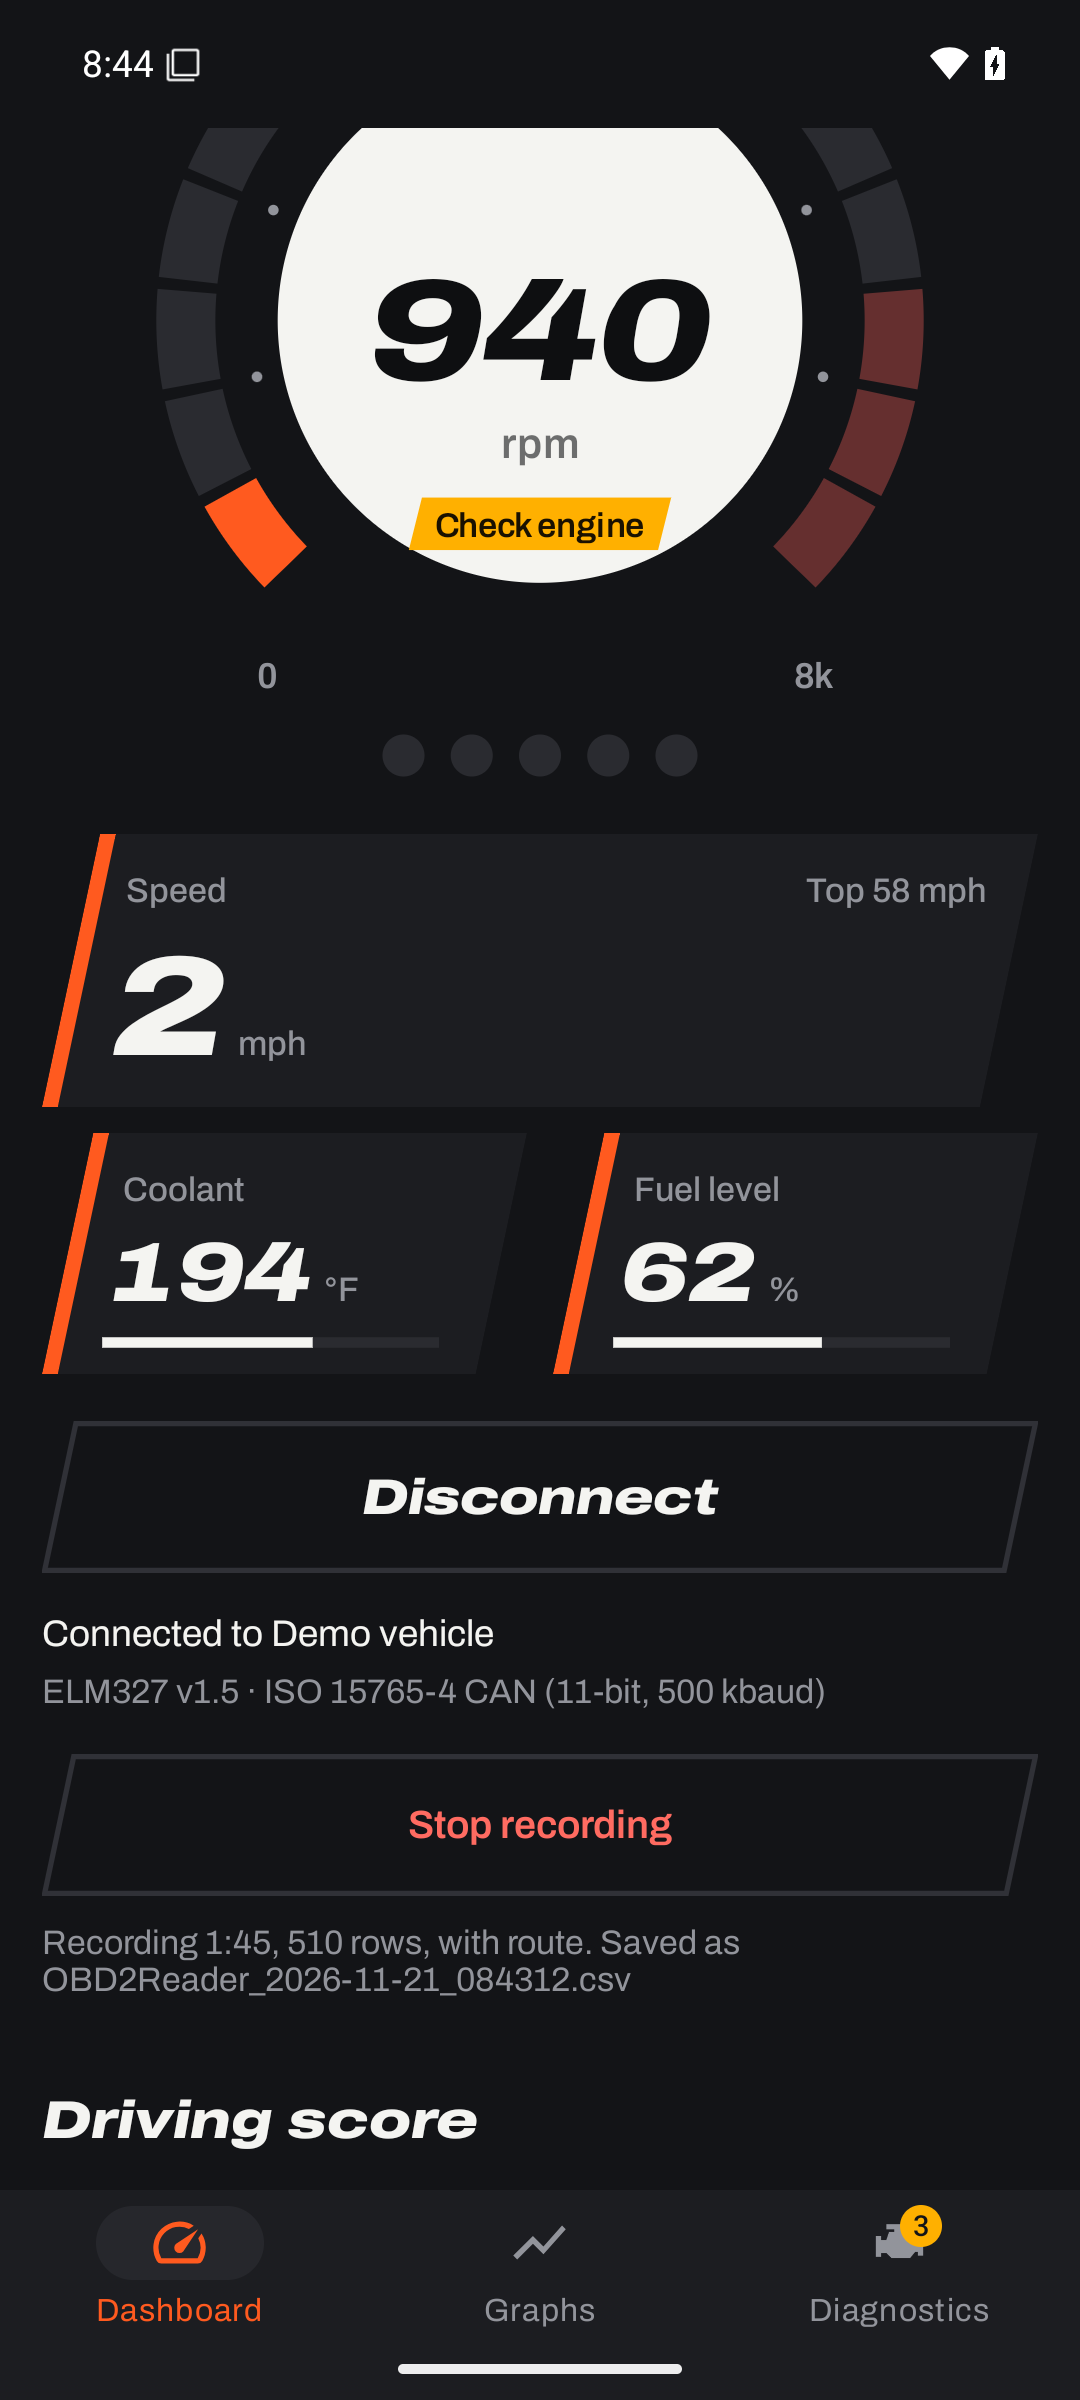 8:44
940
rpm
Check engine
0
8k
Speed
Top 58 mph
2 mph
Coolant
194 °F
Fuel level
62 %
Disconnect
Connected to Demo vehicle
ELM327 v1.5 · ISO 15765-4 CAN (11-bit, 500 kbaud)
Stop recording
Recording 1:45, 510 rows, with route. Saved as
OBD2Reader_2026-11-21_084312.csv
Driving score
3
Dashboard
Graphs
Diagnostics